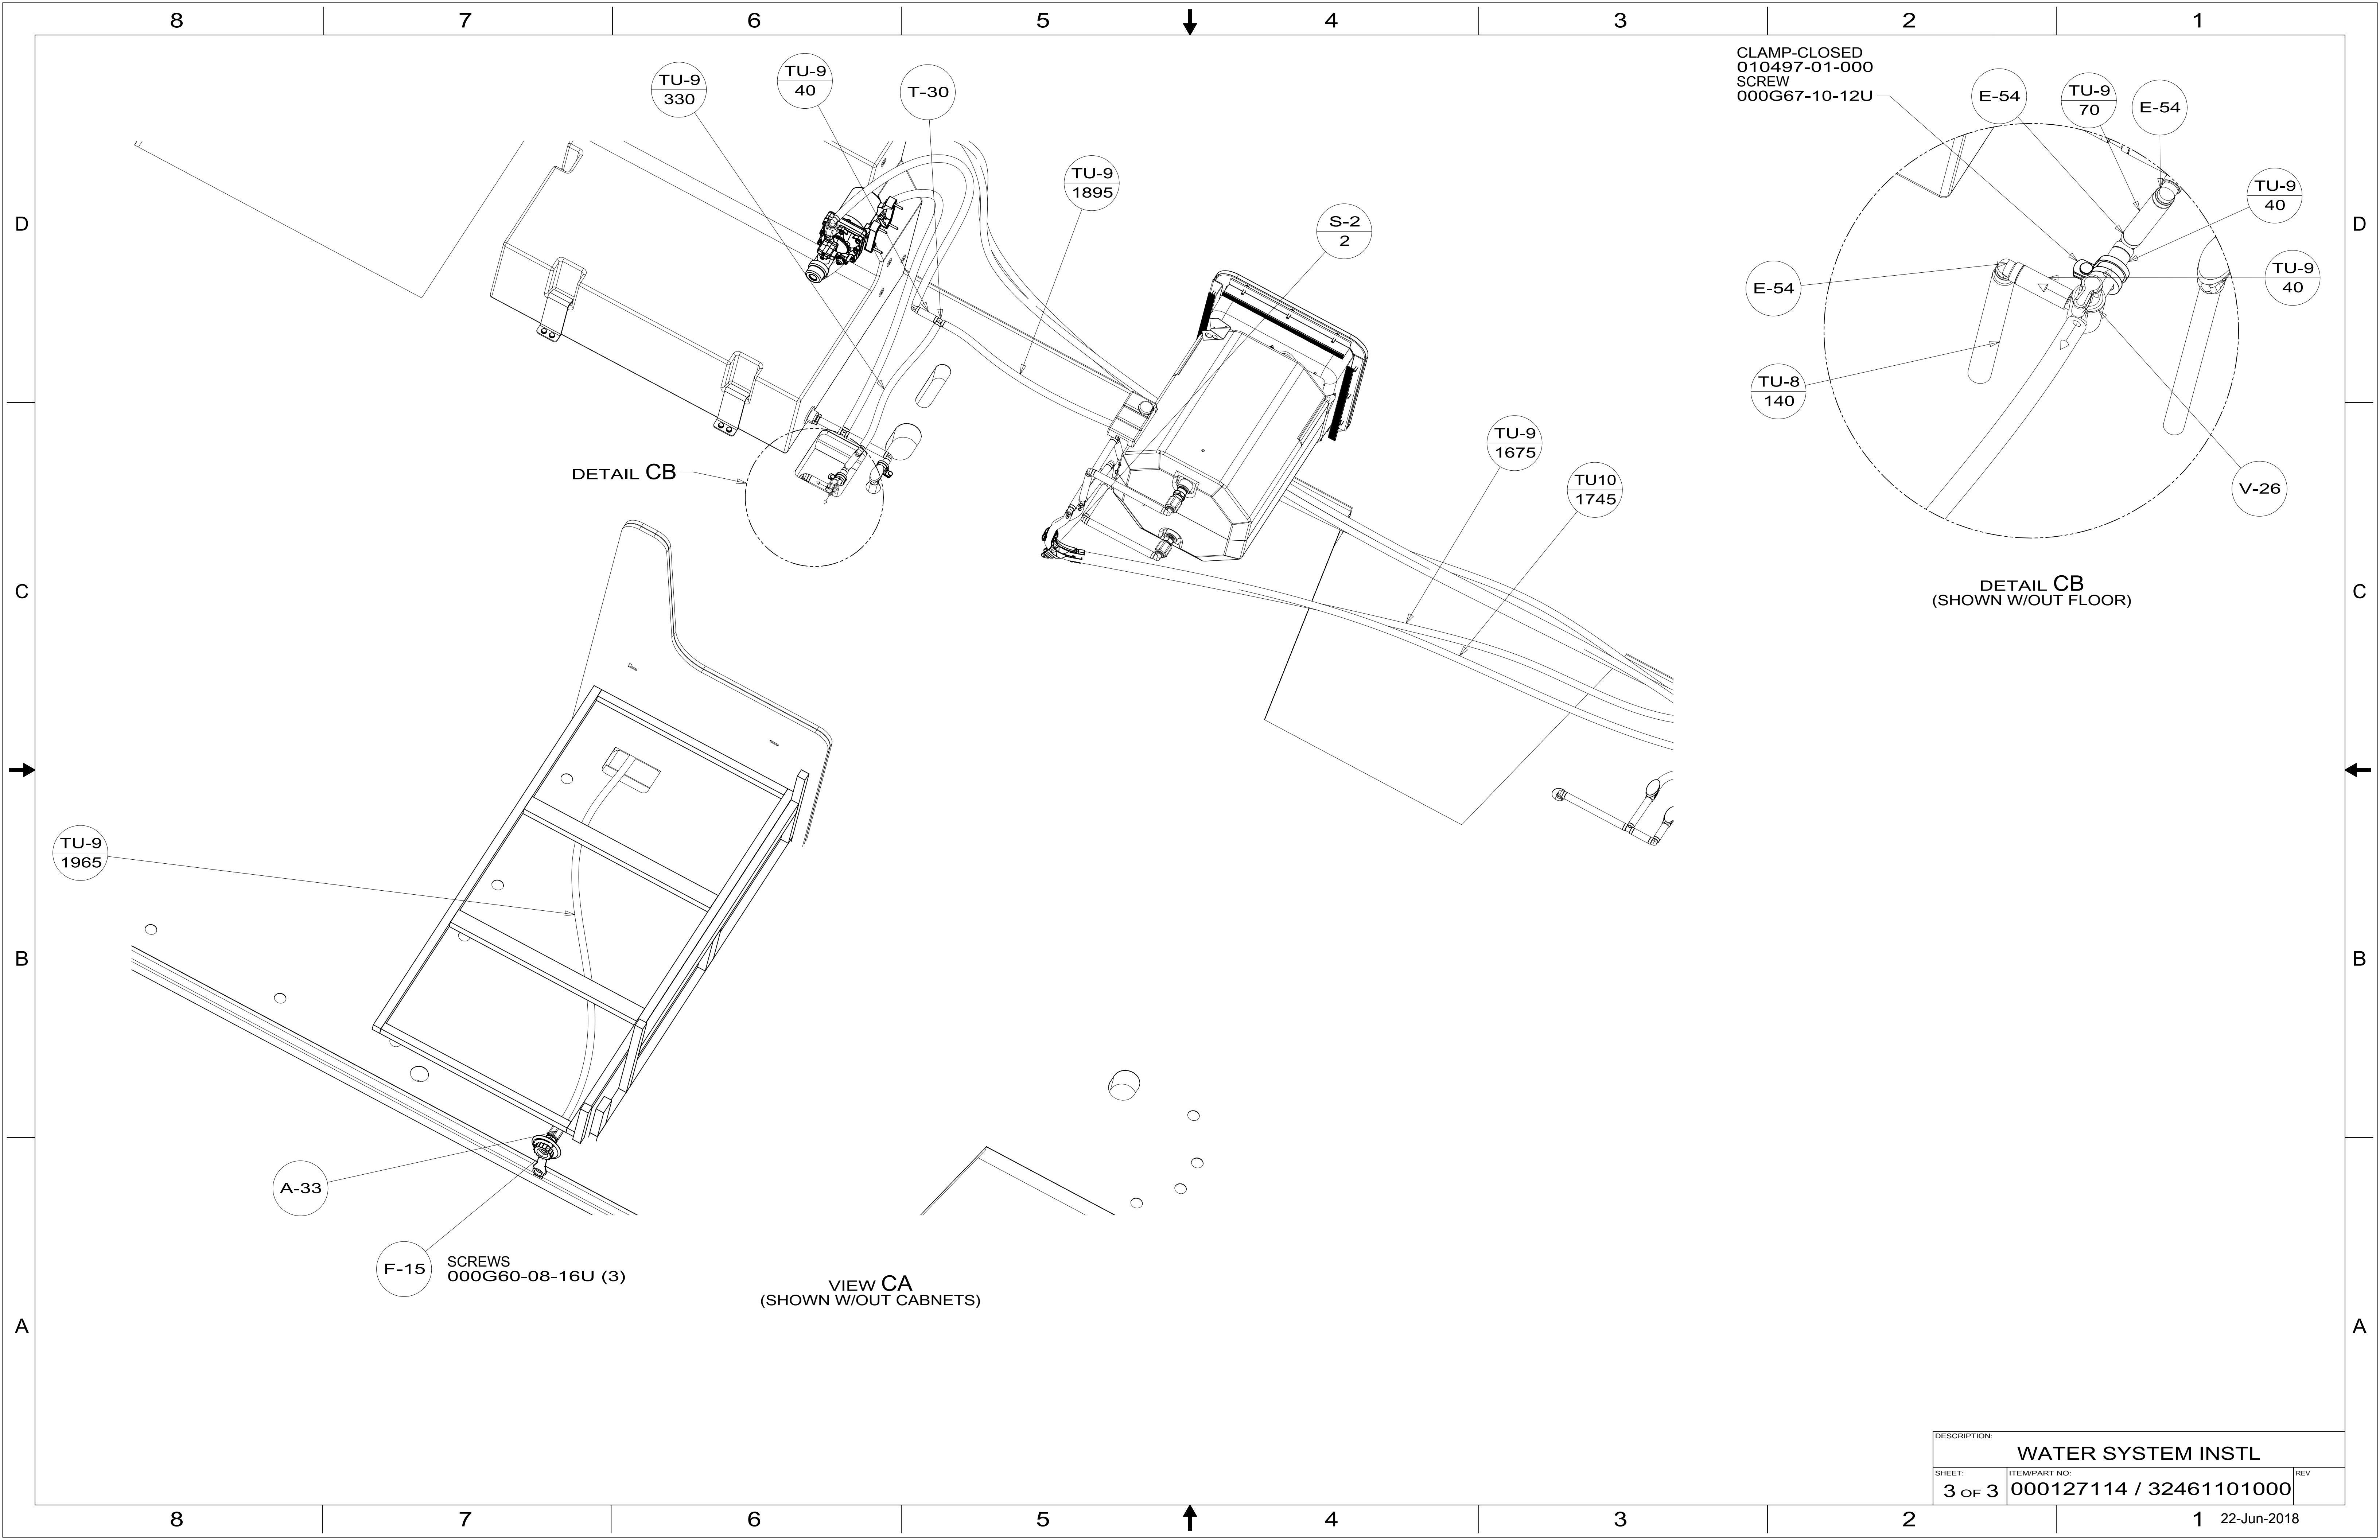 8 7 6 5 4 3 2 1
CLAMP-CLOSED
010497-01-000
SCREW
000G67-10-12U
TU-9
330
TU-9
40
T-30
E-54
TU-9
70
E-54
TU-9
1895
TU-9
40
D
S-2
2
D
TU-9
40
E-54
TU-8
140
TU-9
1675
DETAIL CB
TU10
1745
V-26
C
DETAIL CB
(SHOWN W/OUT FLOOR)
C
TU-9
1965
B
B
A-33
F-15
SCREWS
000G60-08-16U (3)
VIEW CA
(SHOWN W/OUT CABNETS)
A
A
DESCRIPTION:
WATER SYSTEM INSTL
SHEET:
3 OF 3
ITEM/PART NO:
000127114 / 32461101000
REV
8 7 6 5 4 3 2 1
22-Jun-2018